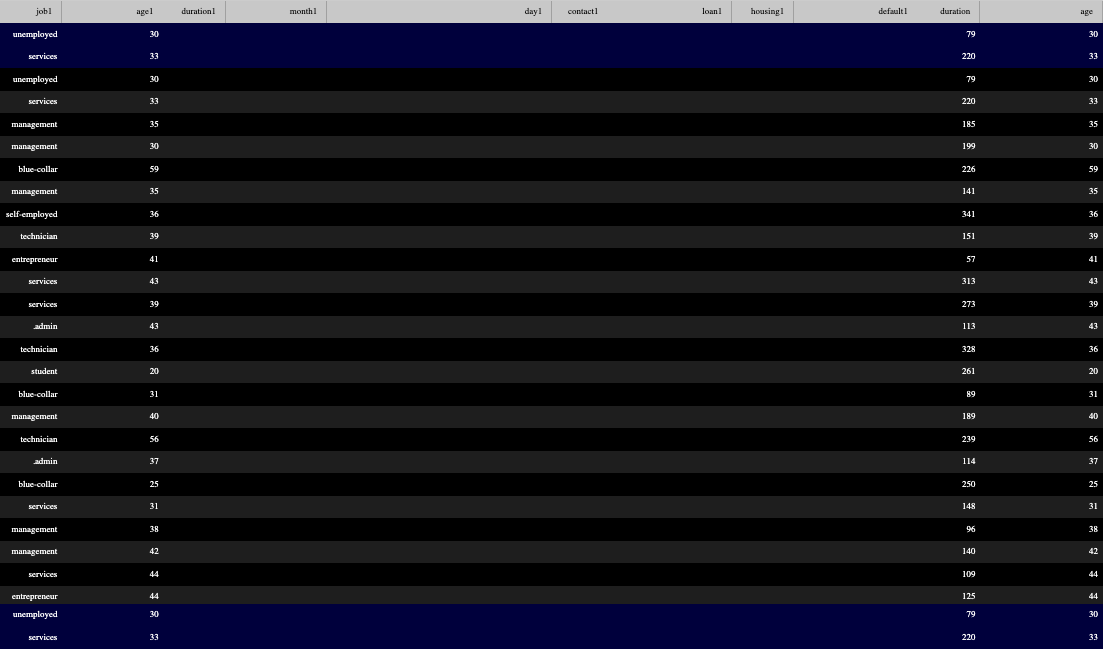 job1 age1 duration1 month1 day1 contact1 loan1 housing1 default1 duration age
unemployed 30 79 30
services 33 220 33
unemployed 30 79 30
services 33 220 33
management 35 185 35
management 30 199 30
blue-collar 59 226 59
management 35 141 35
self-employed 36 341 36
technician 39 151 39
entrepreneur 41 57 41
services 43 313 43
services 39 273 39
.admin 43 113 43
technician 36 328 36
student 20 261 20
blue-collar 31 89 31
management 40 189 40
technician 56 239 56
.admin 37 114 37
blue-collar 25 250 25
services 31 148 31
management 38 96 38
management 42 140 42
services 44 109 44
entrepreneur 44 125 44
unemployed 30 79 30
services 33 220 33